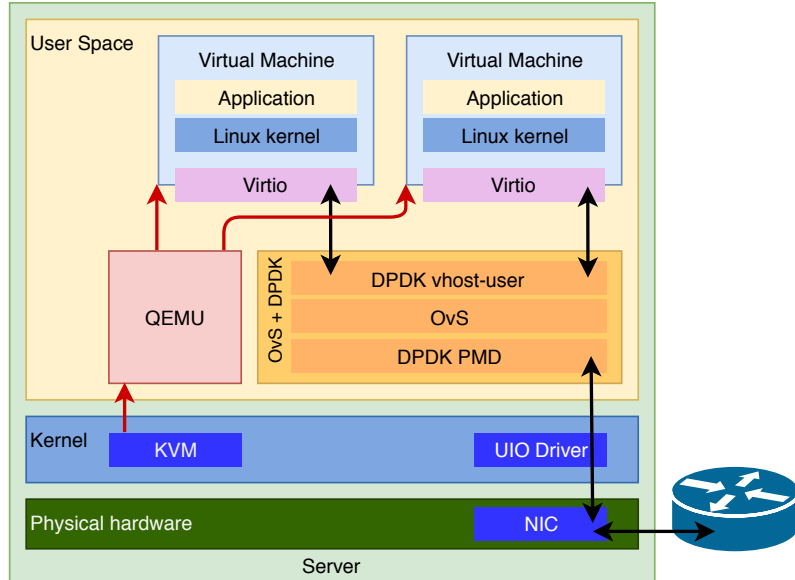 User Space
Virtual Machine
Application
Linux kernel
Virtio
Virtual Machine
Application
Linux kernel
Virtio
QEMU
OvS + DPDK
DPDK vhost-user
OvS
DPDK PMD
Kernel
KVM
UIO Driver
Physical hardware
NIC
Server